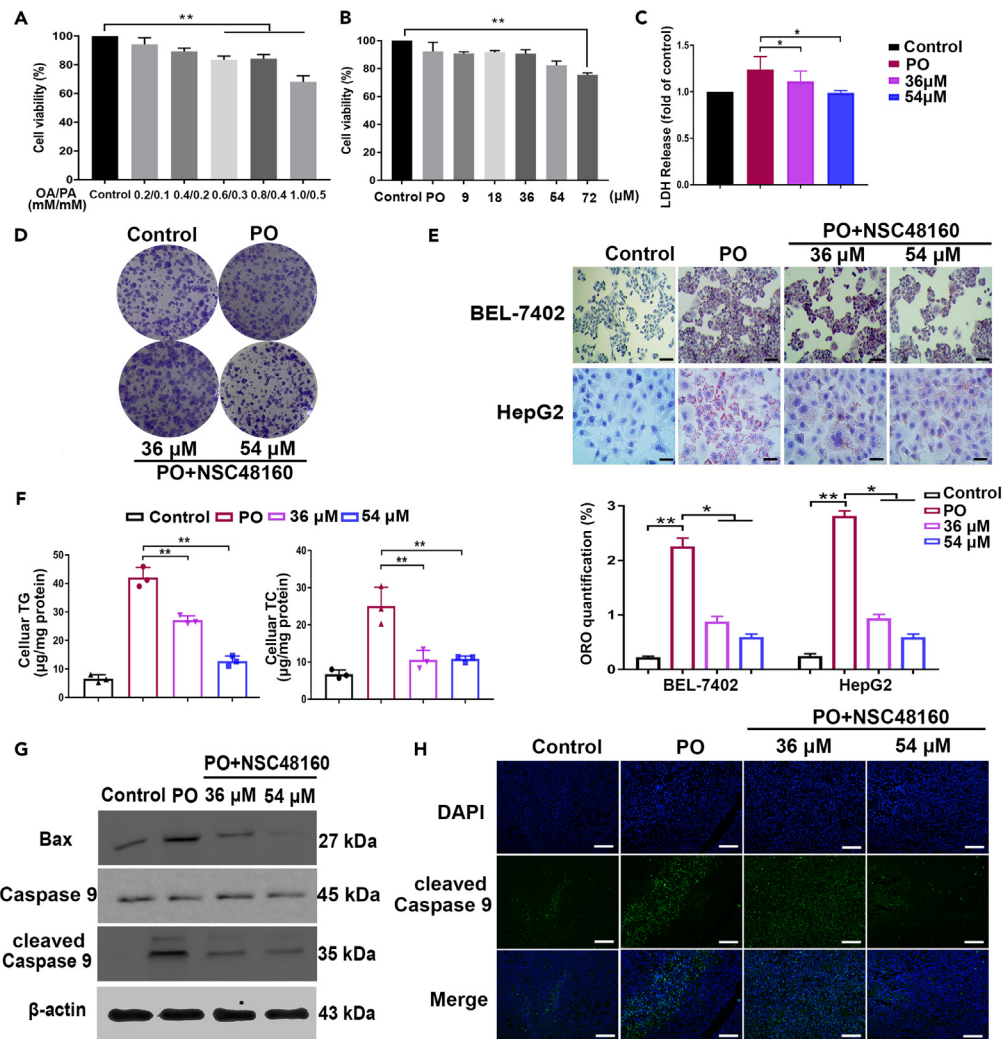 A
**
Cell viability (%)
100
80
60
40
20
0
Control 0.2/0.1 0.4/0.2 0.6/0.3 0.8/0.4 1.0/0.5
OA/PA
(mM/mM)
B
**
Cell viability (%)
100
80
60
40
20
0
Control PO 9 18 36 54 72 (μM)
C
*
*
LDH Release (fold of control)
1.5
1.0
0.5
0.0
Control
PO
36μM
54μM
D
Control PO
36 μM 54 μM
PO+NSC48160
E
PO+NSC48160
Control PO 36 μM 54 μM
BEL-7402
HepG2
ORO quantification (%)
3
2
1
0
** *
** *
BEL-7402 HepG2
Control
PO
36 μM
54 μM
F
Control PO 36 μM 54 μM
Celluar TG
(μg/mg protein)
50
40
30
20
10
0
**
**
Celluar TC
(μg/mg protein)
40
30
20
10
0
**
**
G
PO+NSC48160
Control PO 36 μM 54 μM
Bax 27 kDa
Caspase 9 45 kDa
cleaved
Caspase 9 35 kDa
β-actin 43 kDa
H
PO+NSC48160
Control PO 36 μM 54 μM
DAPI
cleaved
Caspase 9
Merge